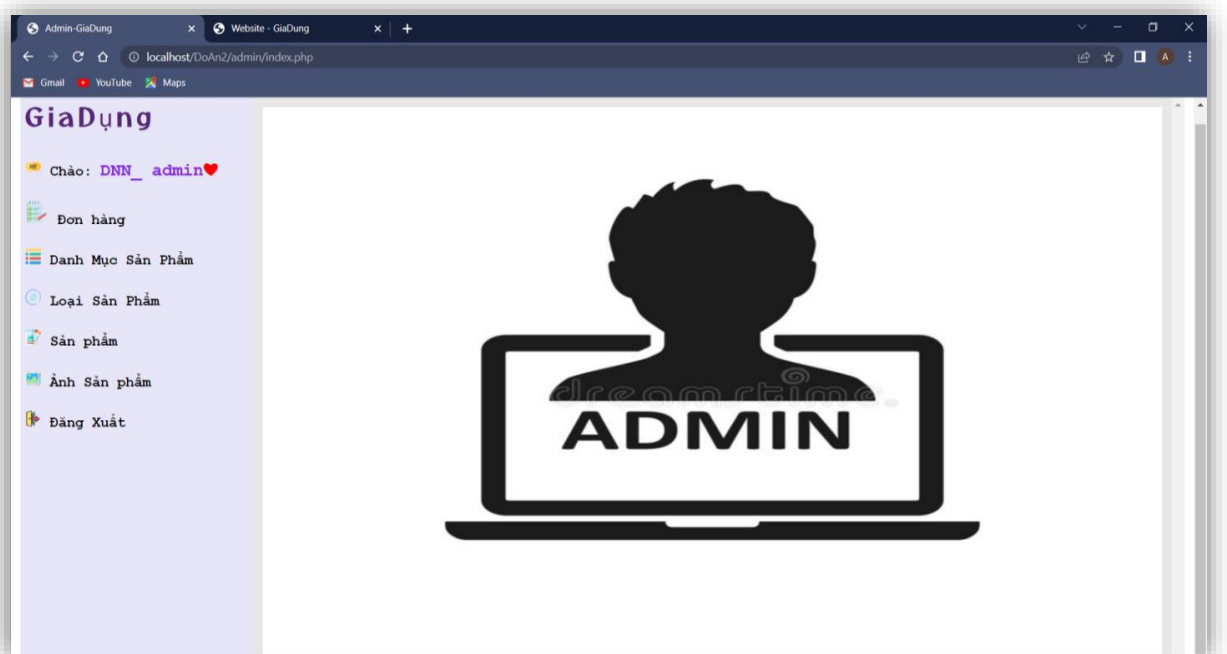 Admin-GiaDung
Website - GiaDung
localhost/DoAn2/admin/index.php
A
Gmail YouTube Maps
GiaDụng
Chào: DNN_ admin
Đơn hàng
Danh Mục Sản Phẩm
Loại Sản Phẩm
Sản phẩm
Ảnh Sản phẩm
Đăng Xuất
dreamstime.
ADMIN